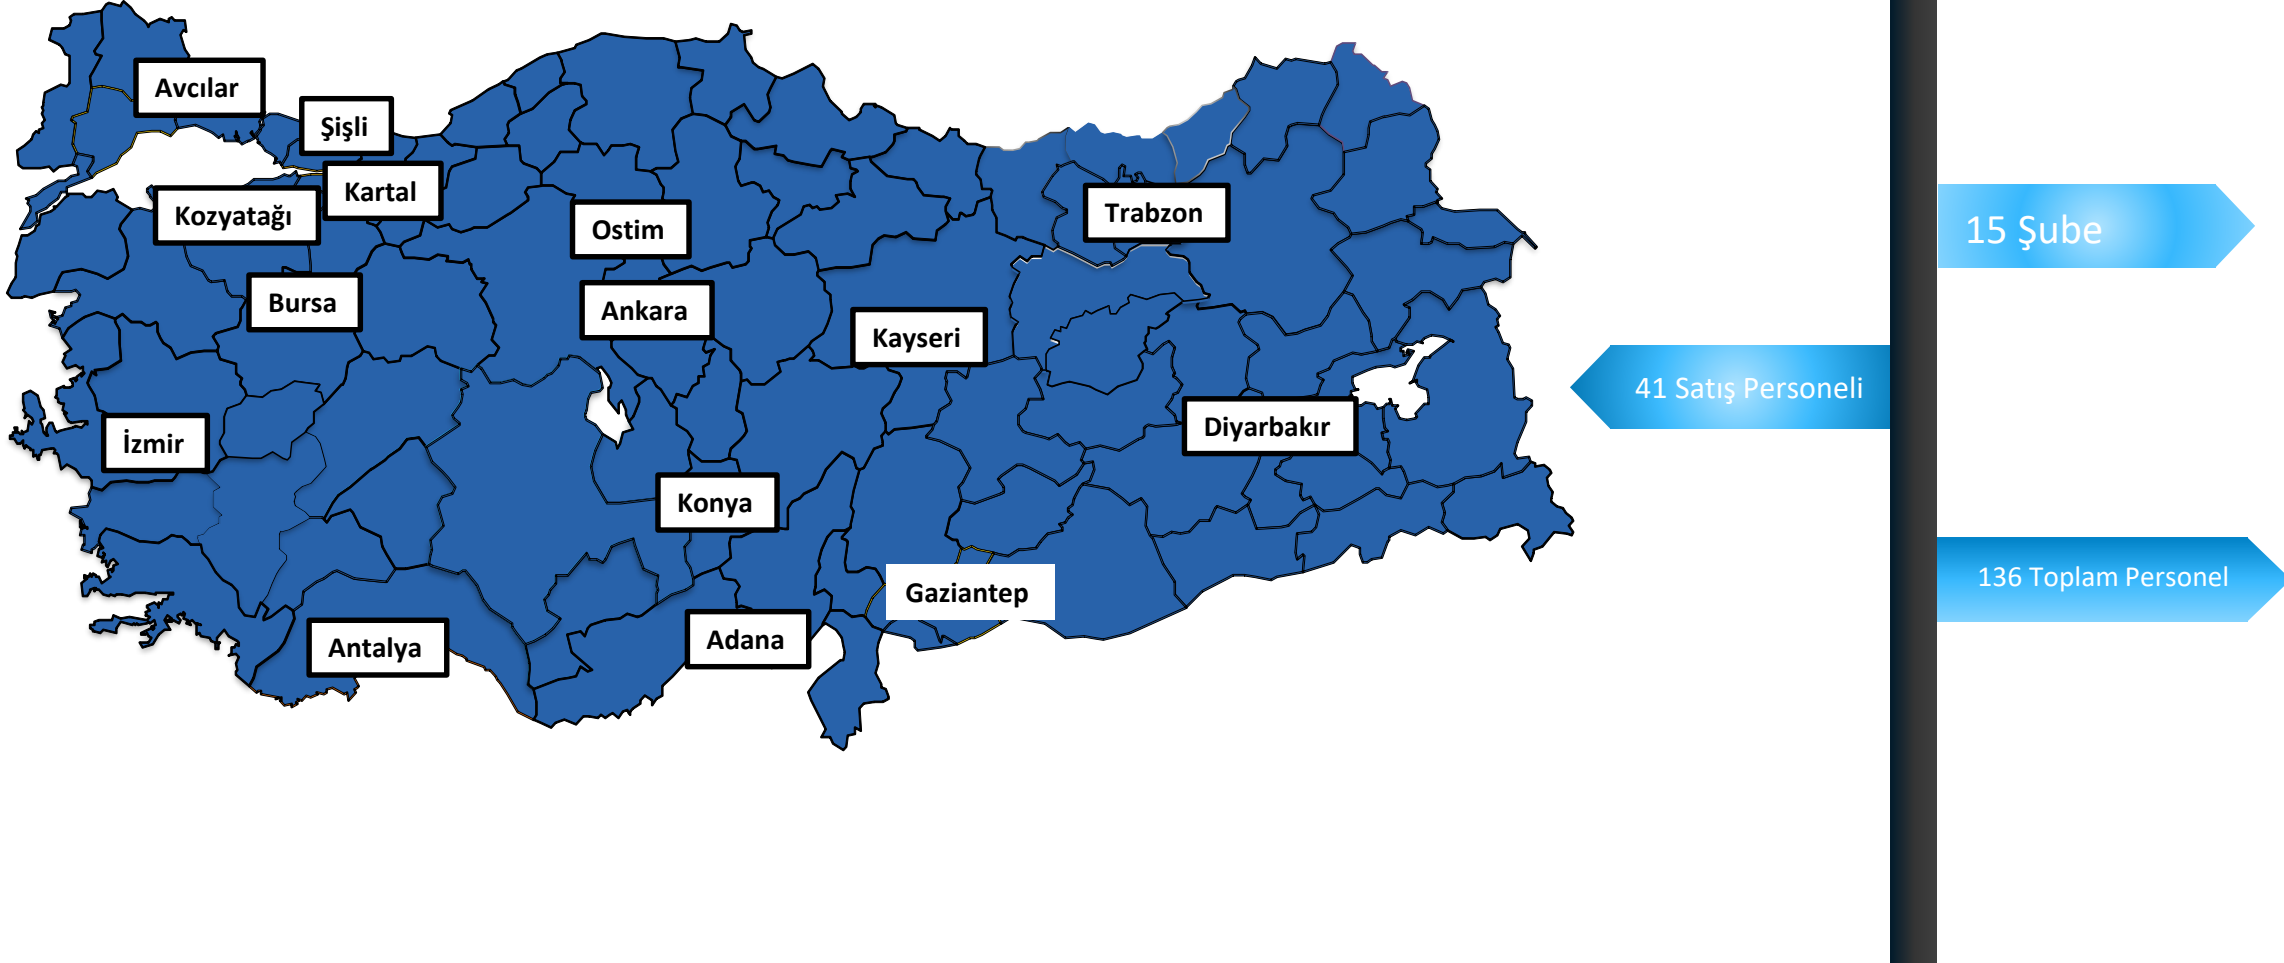 Avcılar
Şişli
Kartal
Kozyatağı
Ostim
Trabzon
Bursa
Ankara
Kayseri
İzmir
Diyarbakır
Konya
Gaziantep
Antalya
Adana
15 Şube
41 Satış Personeli
136 Toplam Personel